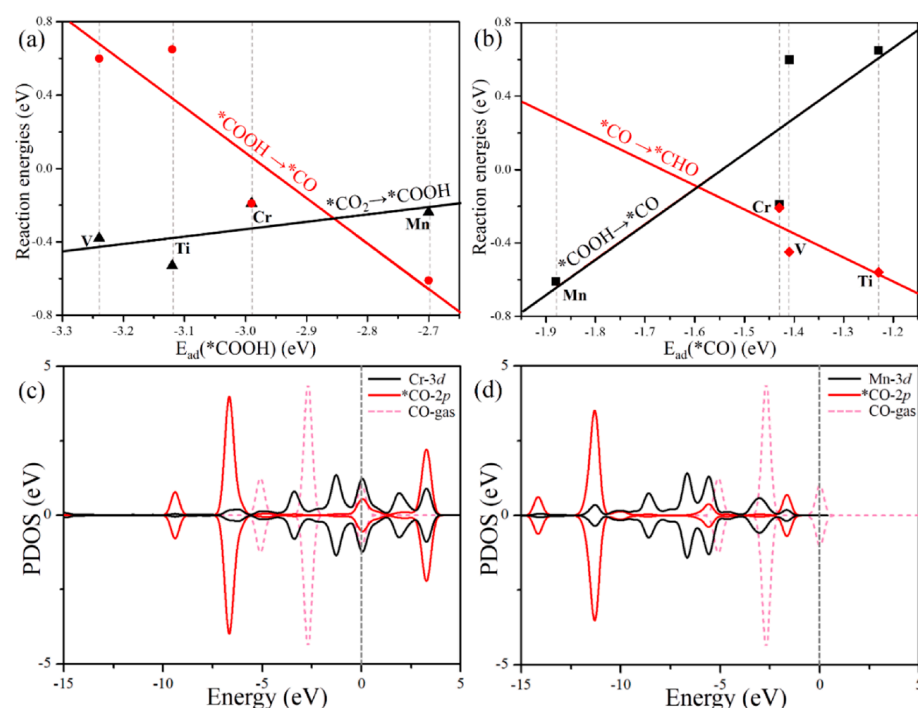 (a)
Reaction energies (eV)
0.8
0.4
0.0
-0.4
-0.8
*COOH→*CO
*CO2→*COOH
V
Ti
Cr
Mn
-3.3 -3.2 -3.1 -3.0 -2.9 -2.8 -2.7
Ead(*COOH) (eV)
(b)
Reaction energies (eV)
0.8
0.4
0.0
-0.4
-0.8
*CO→*CHO
*COOH→*CO
Mn
Cr
V
Ti
-1.9 -1.8 -1.7 -1.6 -1.5 -1.4 -1.3 -1.2
Ead(*CO) (eV)
(c)
PDOS (eV)
5
0
-5
Cr-3d
*CO-2p
CO-gas
-15 -10 -5 0 5
Energy (eV)
(d)
PDOS (eV)
5
0
-5
Mn-3d
*CO-2p
CO-gas
-15 -10 -5 0 5
Energy (eV)